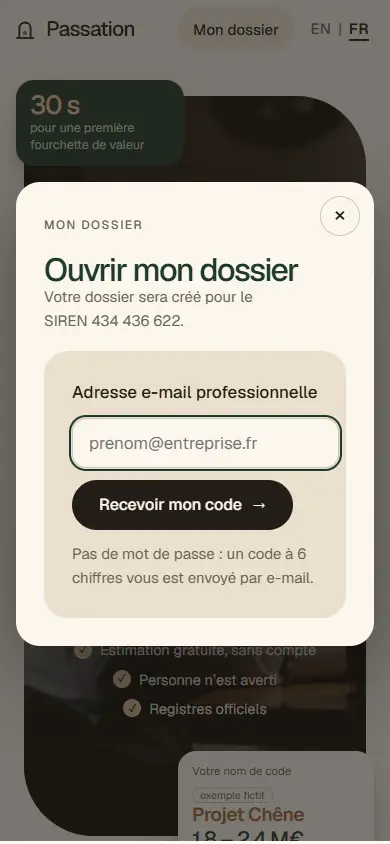 Passation
Mon dossier
EN | FR
30 s
pour une première
fourchette de valeur
MON DOSSIER
×
Ouvrir mon dossier
Votre dossier sera créé pour le
SIREN 434 436 622.
Adresse e-mail professionnelle
prenom@entreprise.fr
Recevoir mon code →
Pas de mot de passe : un code à 6
chiffres vous est envoyé par e-mail.
Estimation gratuite, sans compte
Personne n'est averti
Registres officiels
Votre nom de code
exemple fictif
Projet Chêne
18 – 24 M€